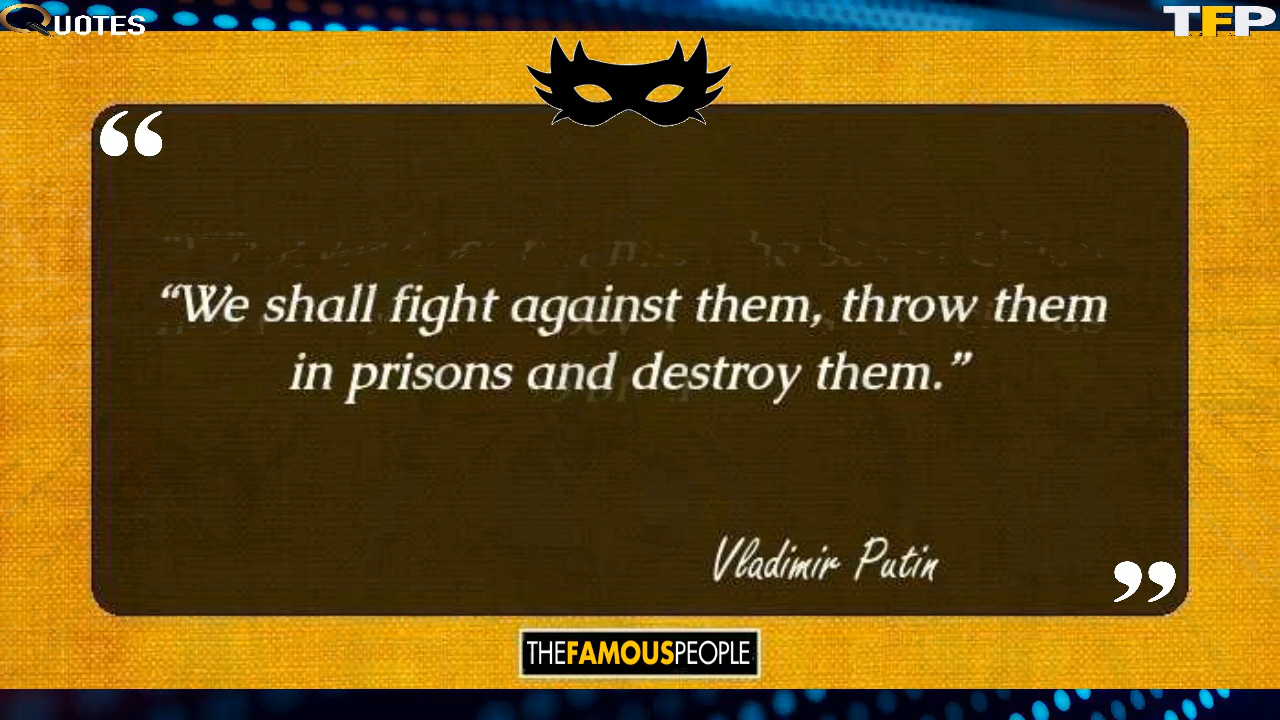 QUOTES
TFP
“
“We shall fight against them, throw them
in prisons and destroy them.”
Vladimir Putin
”
THEFAMOUSPEOPLE